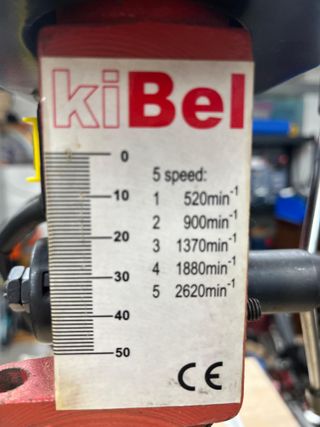 kiBel
0
10
20
30
40
50
5 speed:
1 520min-1
2 900min-1
3 1370min-1
4 1880min-1
5 2620min-1
CE